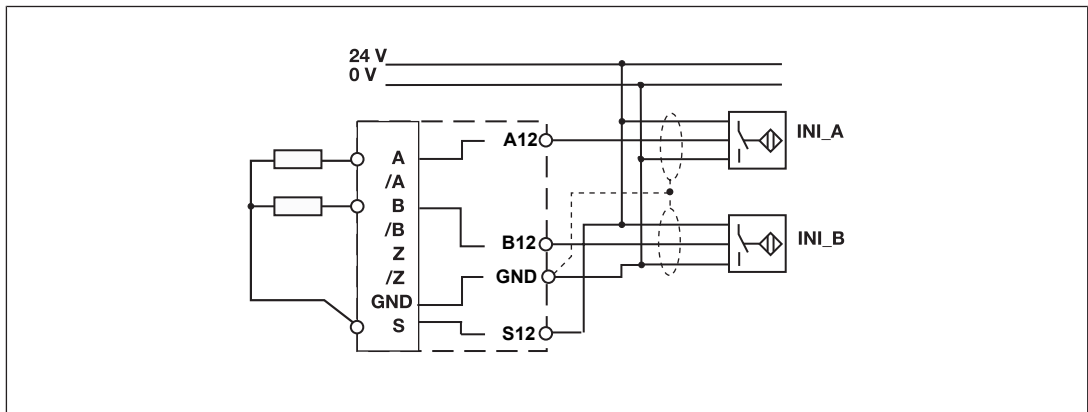 24 V
0 V
A12
INI_A
A
/A
B
/B
Z
/Z
GND
S
B12
INI_B
GND
S12